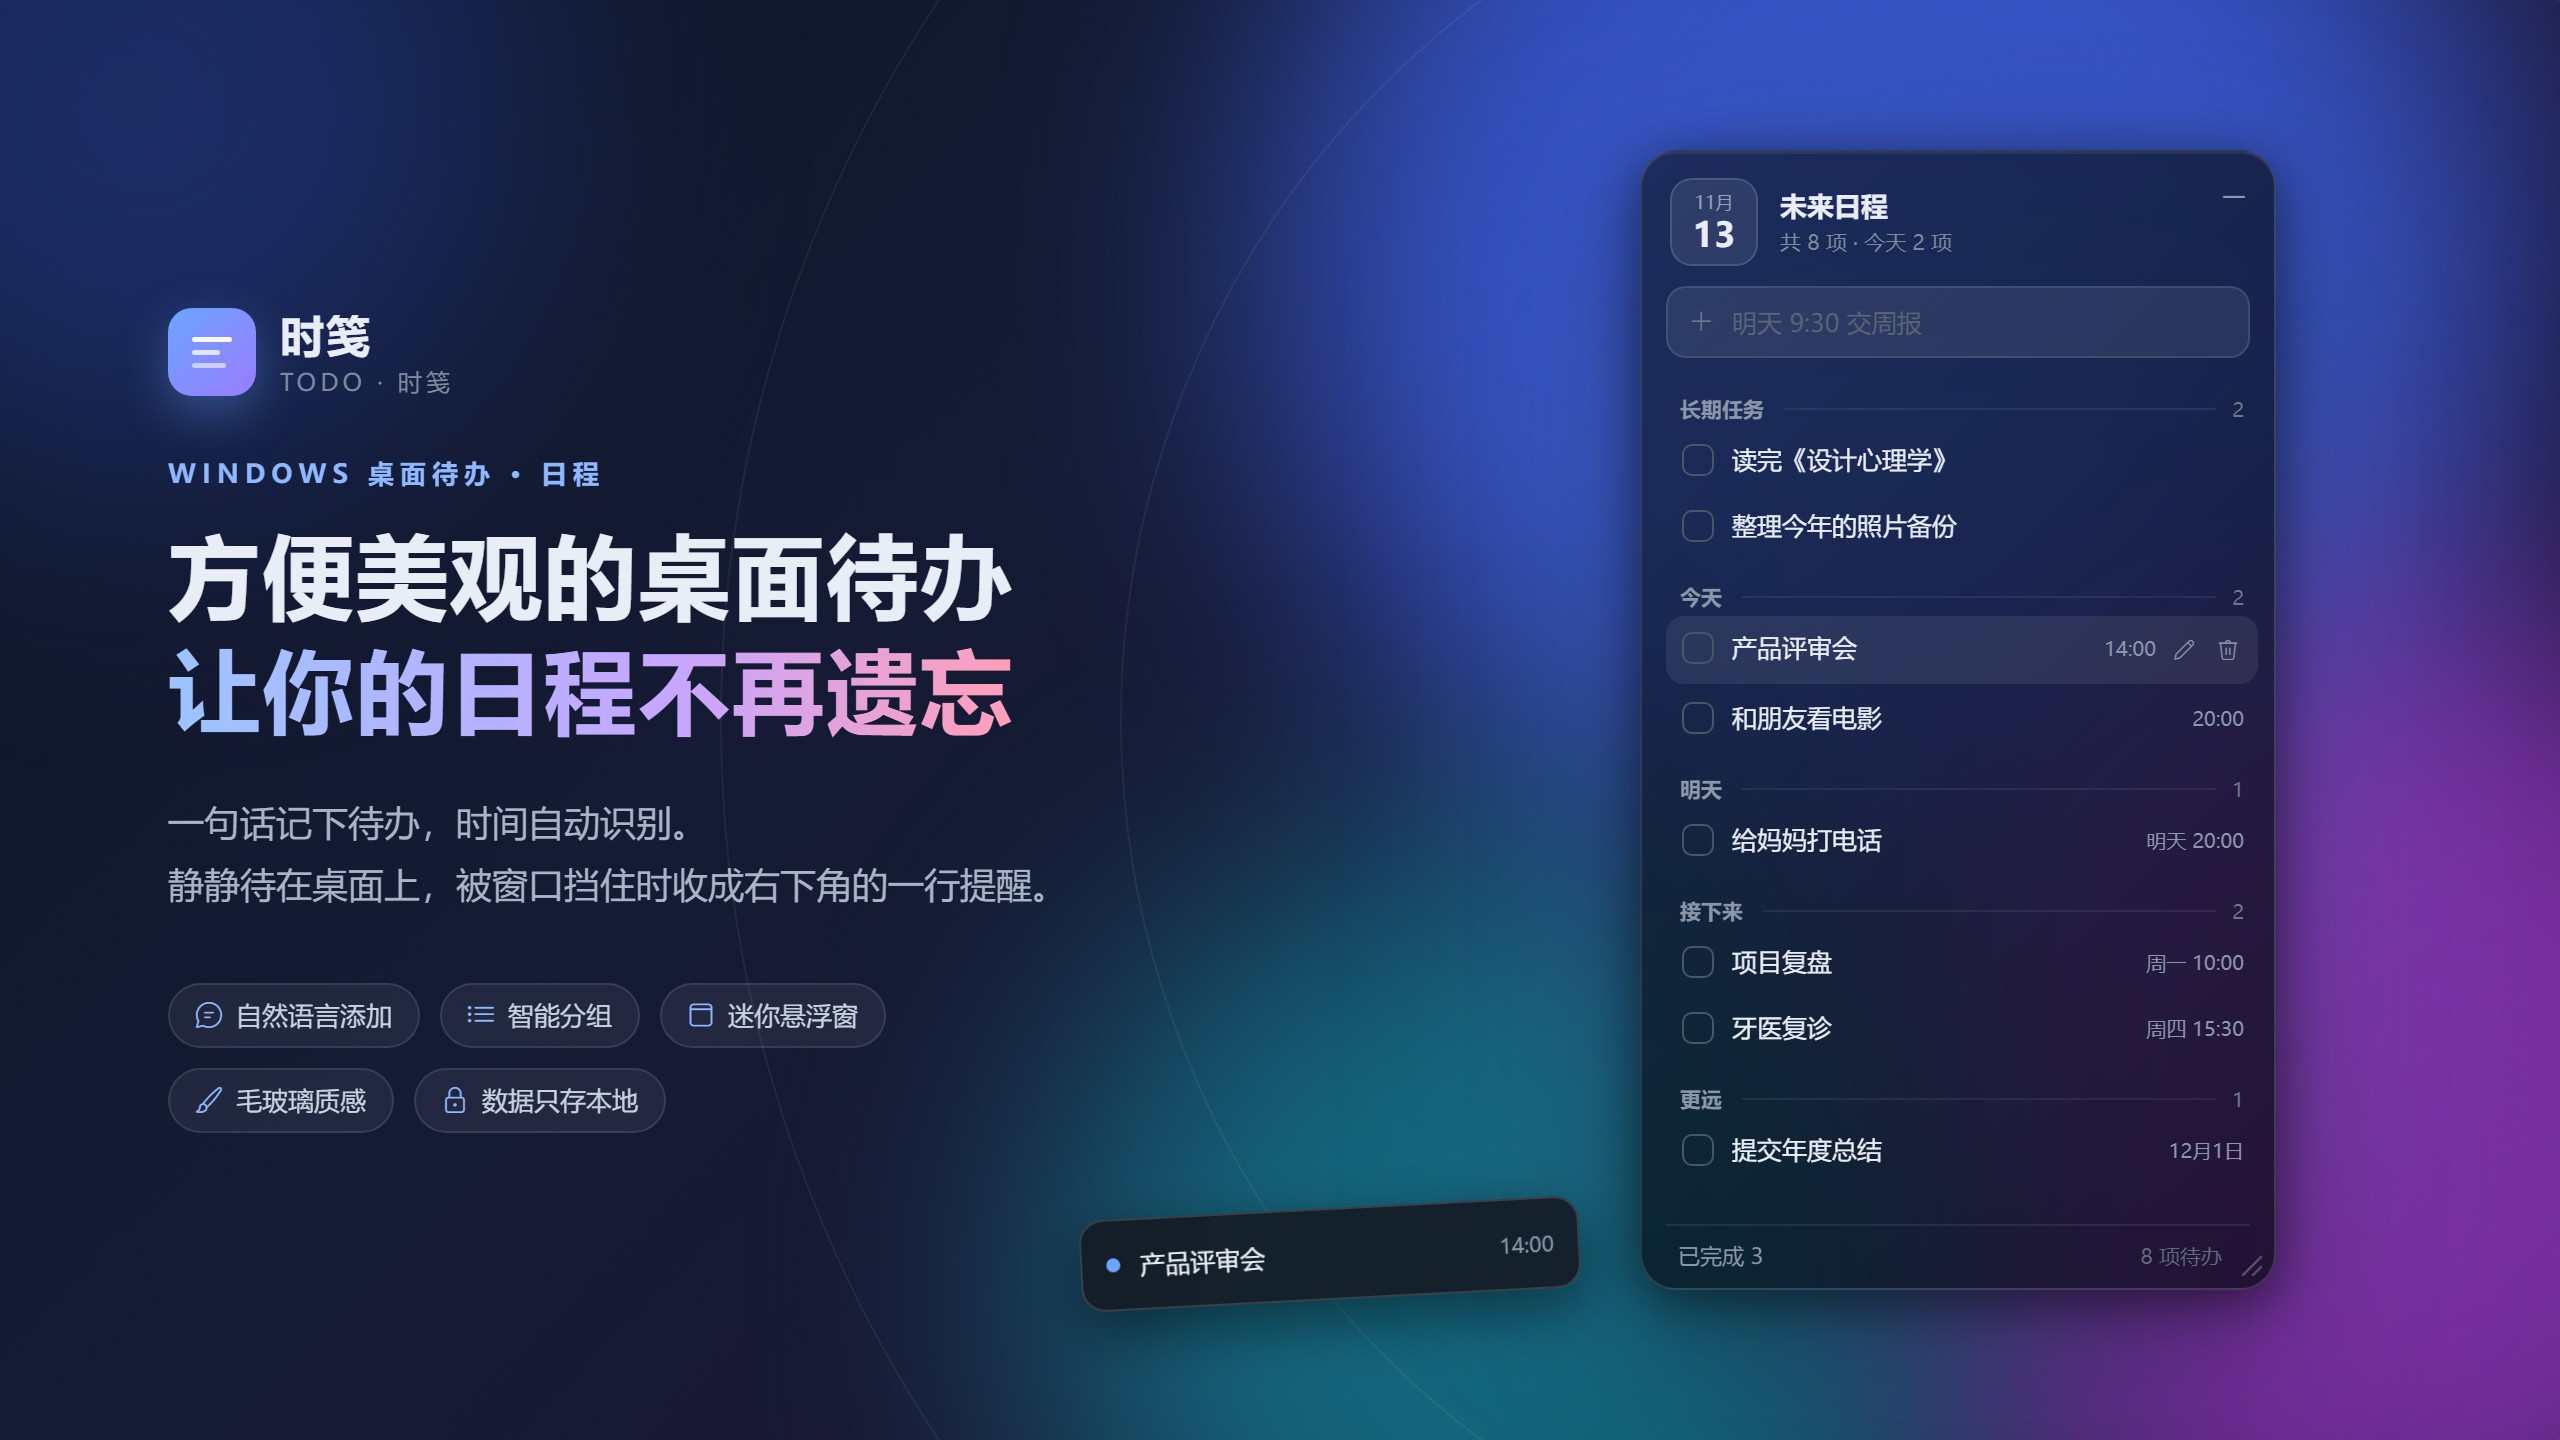 时笺
TODO · 时笺
WINDOWS 桌面待办 · 日程
方便美观的桌面待办
让你的日程不再遗忘
一句话记下待办，时间自动识别。
静静待在桌面上，被窗口挡住时收成右下角的一行提醒。
自然语言添加
智能分组
迷你悬浮窗
毛玻璃质感
数据只存本地
产品评审会 14:00
11月
13
未来日程
共 8 项 · 今天 2 项
明天 9:30 交周报
长期任务 2
读完《设计心理学》
整理今年的照片备份
今天 2
产品评审会 14:00
和朋友看电影 20:00
明天 1
给妈妈打电话 明天 20:00
接下来 2
项目复盘 周一 10:00
牙医复诊 周四 15:30
更远 1
提交年度总结 12月1日
已完成 3 8 项待办